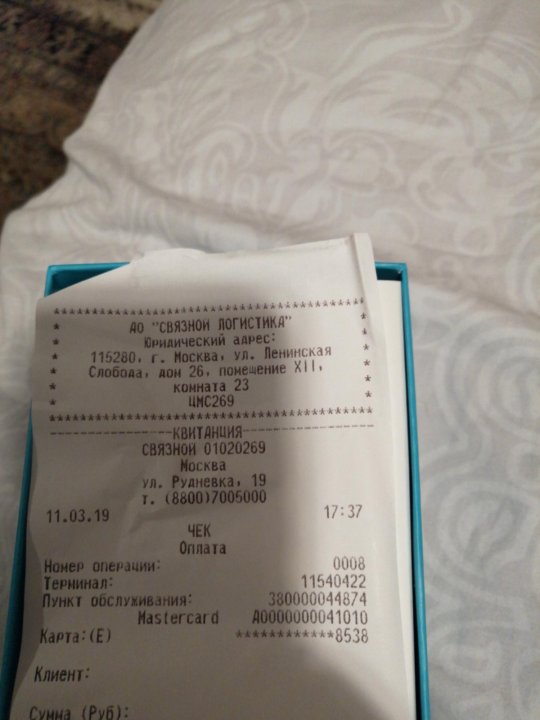 ************************************
* АО "СВЯЗНОЙ ЛОГИСТИКА" *
* Юридический адрес: *
* 115280, г. Москва, ул. Ленинская *
* Слобода, дом 26, помещение XII, *
* комната 23 *
* ЦМС269 *
************************************
----------------КВИТАНЦИЯ----------------
СВЯЗНОЙ 01020269
Москва
ул. Рудневка, 19
т. (8800)7005000
11.03.19 17:37
ЧЕК
Оплата
Номер операции: 0008
Терминал: 11540422
Пункт обслуживания: 380000044874
Mastercard A0000000041010
Карта:(E) ************8538
Клиент:
Сумма (Руб):